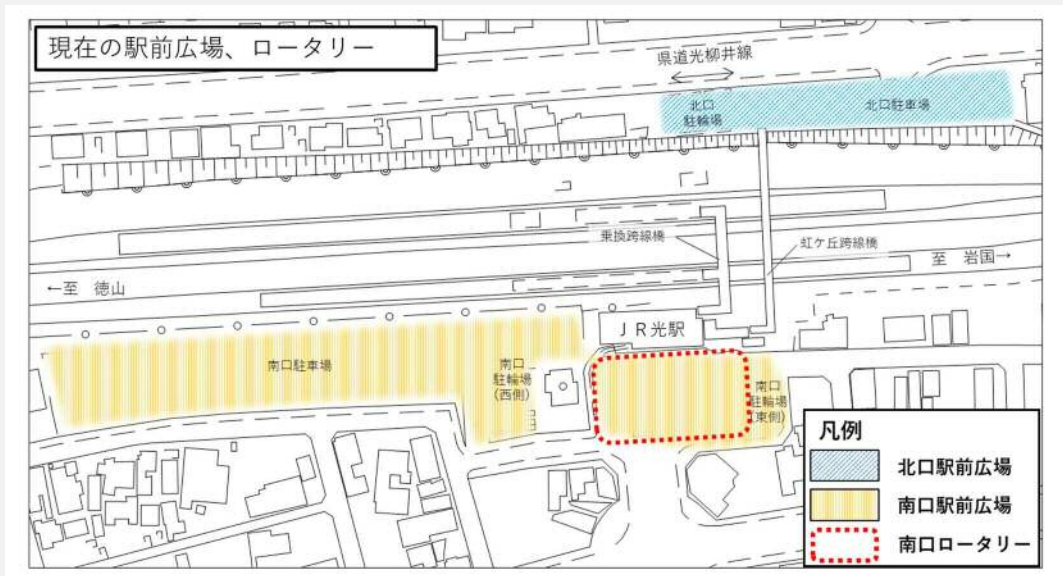 現在の駅前広場、ロータリー
県道光柳井線
北口
駐輪場
北口駐車場
乗換跨線橋
虹ケ丘跨線橋
至 岩国→
←至 徳山
JR光駅
南口駐車場
南口
駐輪場
(西側)
南口
駐輪場
(東側)
凡例
北口駅前広場
南口駅前広場
南口ロータリー